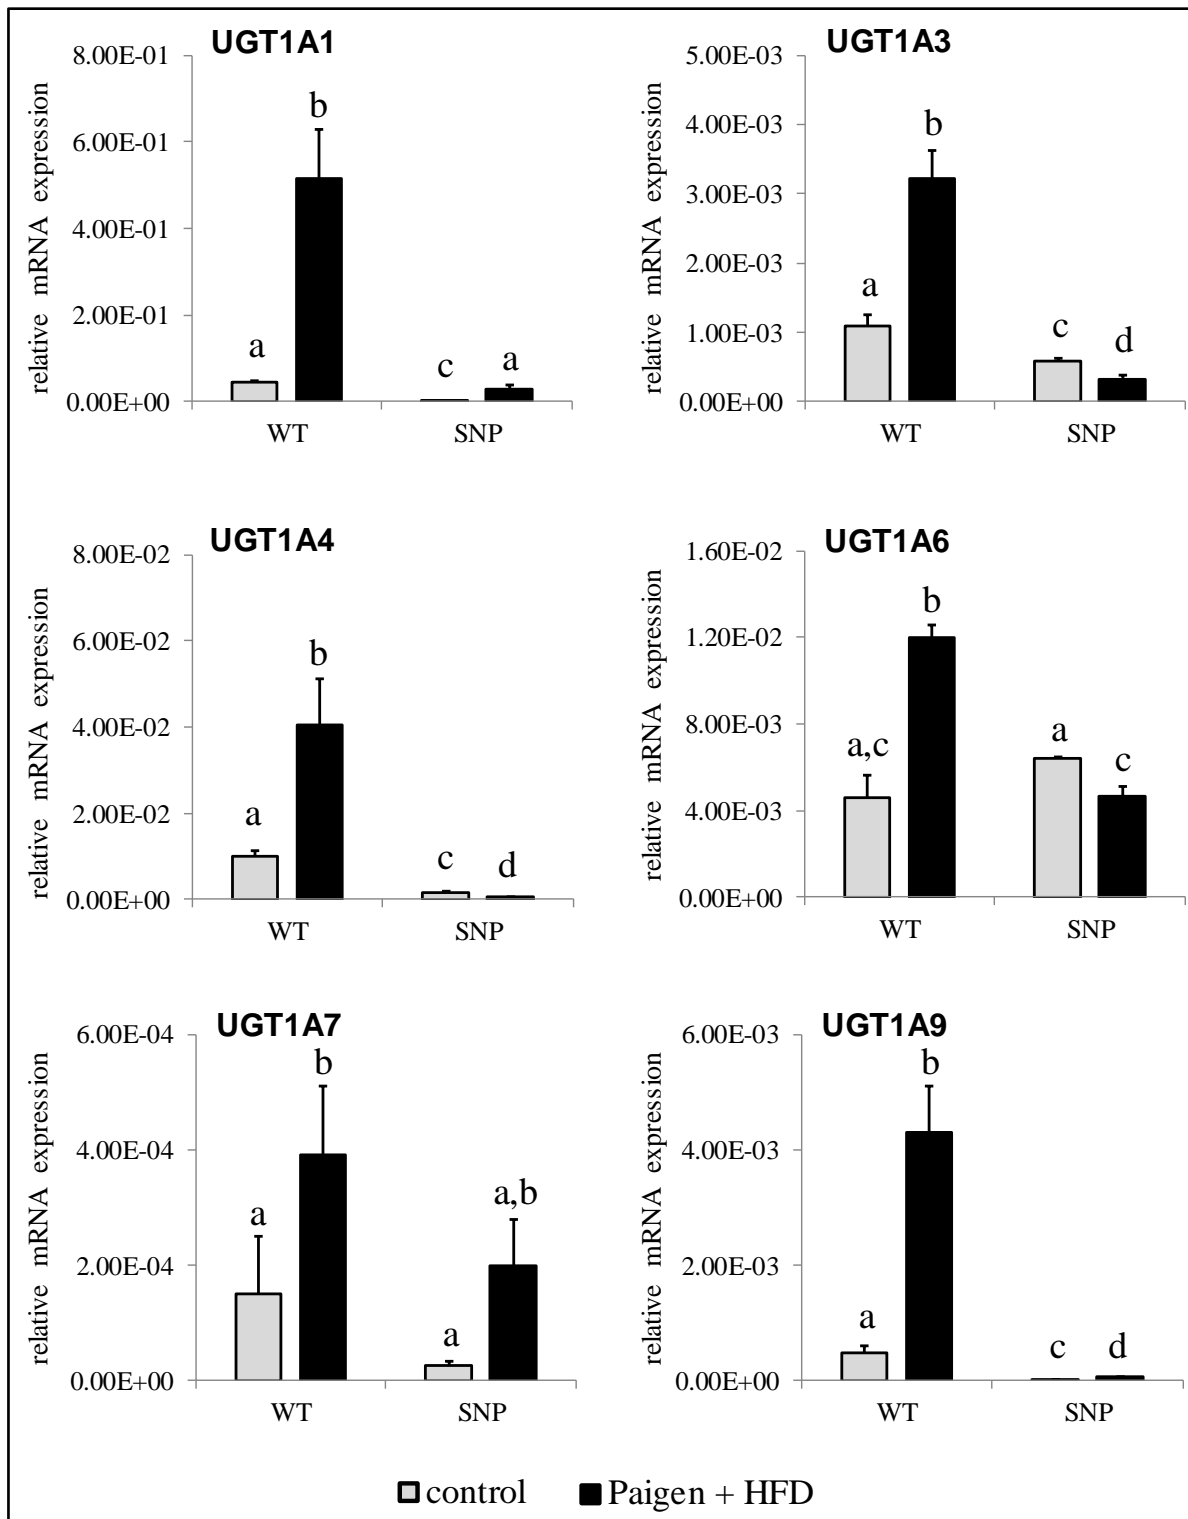 UGT1A1
relative mRNA expression
8.00E-01
6.00E-01
4.00E-01
2.00E-01
0.00E+00
a
b
c
a
WT
SNP
UGT1A3
relative mRNA expression
5.00E-03
4.00E-03
3.00E-03
2.00E-03
1.00E-03
0.00E+00
a
b
c
d
WT
SNP
UGT1A4
relative mRNA expression
8.00E-02
6.00E-02
4.00E-02
2.00E-02
0.00E+00
a
b
c
d
WT
SNP
UGT1A6
relative mRNA expression
1.60E-02
1.20E-02
8.00E-03
4.00E-03
0.00E+00
a,c
b
a
c
WT
SNP
UGT1A7
relative mRNA expression
6.00E-04
4.00E-04
2.00E-04
0.00E+00
a
b
a
a,b
WT
SNP
UGT1A9
relative mRNA expression
6.00E-03
4.00E-03
2.00E-03
0.00E+00
a
b
c
d
WT
SNP
control
Paigen + HFD